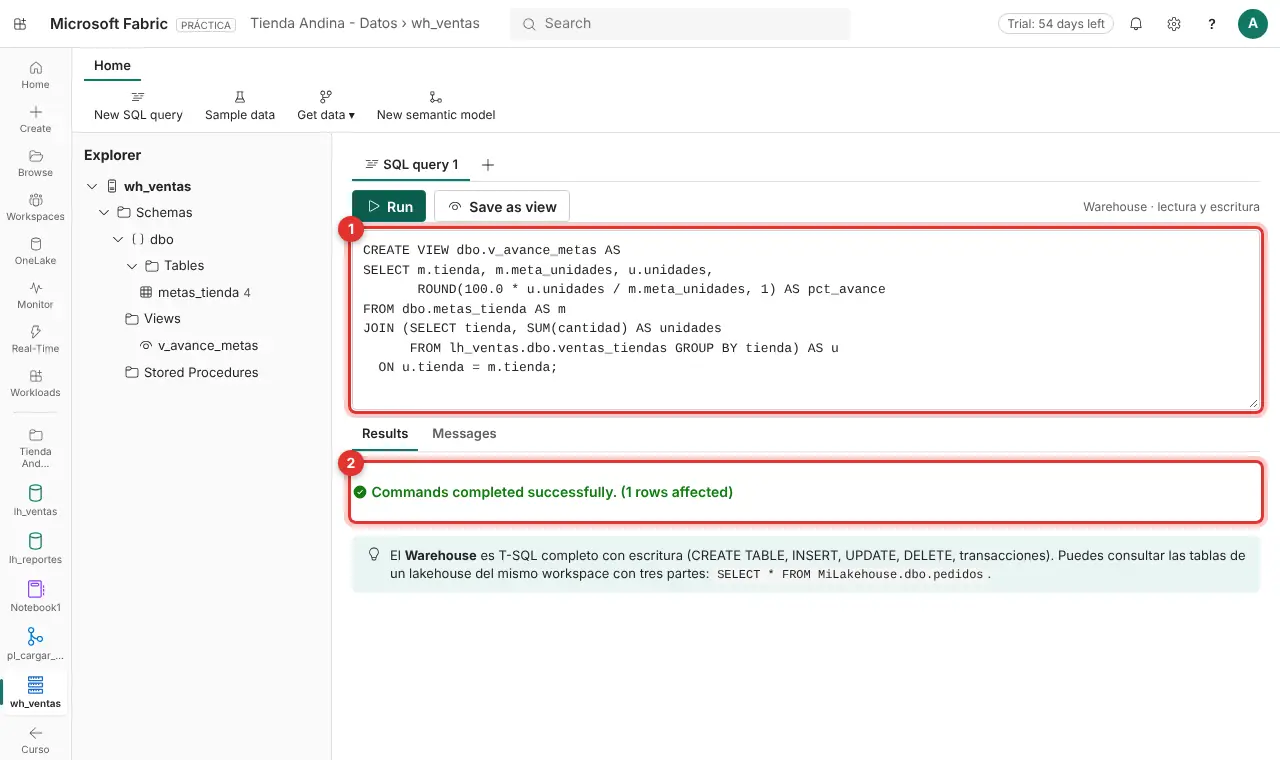 Microsoft Fabric PRÁCTICA Tienda Andina - Datos › wh_ventas Search Trial: 54 days left ? A
Home
Create
Browse
Workspaces
OneLake
Monitor
Real-Time
Workloads
Tienda
And...
lh_ventas
lh_reportes
Notebook1
pl_cargar_...
wh_ventas
Curso
Home
New SQL query Sample data Get data ▾ New semantic model
Explorer
wh_ventas
Schemas
dbo
Tables
metas_tienda 4
Views
v_avance_metas
Stored Procedures
SQL query 1 +
Run Save as view Warehouse · lectura y escritura
1
CREATE VIEW dbo.v_avance_metas AS
SELECT m.tienda, m.meta_unidades, u.unidades,
ROUND(100.0 * u.unidades / m.meta_unidades, 1) AS pct_avance
FROM dbo.metas_tienda AS m
JOIN (SELECT tienda, SUM(cantidad) AS unidades
FROM lh_ventas.dbo.ventas_tiendas GROUP BY tienda) AS u
ON u.tienda = m.tienda;
Results Messages
2
Commands completed successfully. (1 rows affected)
El Warehouse es T-SQL completo con escritura (CREATE TABLE, INSERT, UPDATE, DELETE, transacciones). Puedes consultar las tablas de
un lakehouse del mismo workspace con tres partes: SELECT * FROM MiLakehouse.dbo.pedidos .